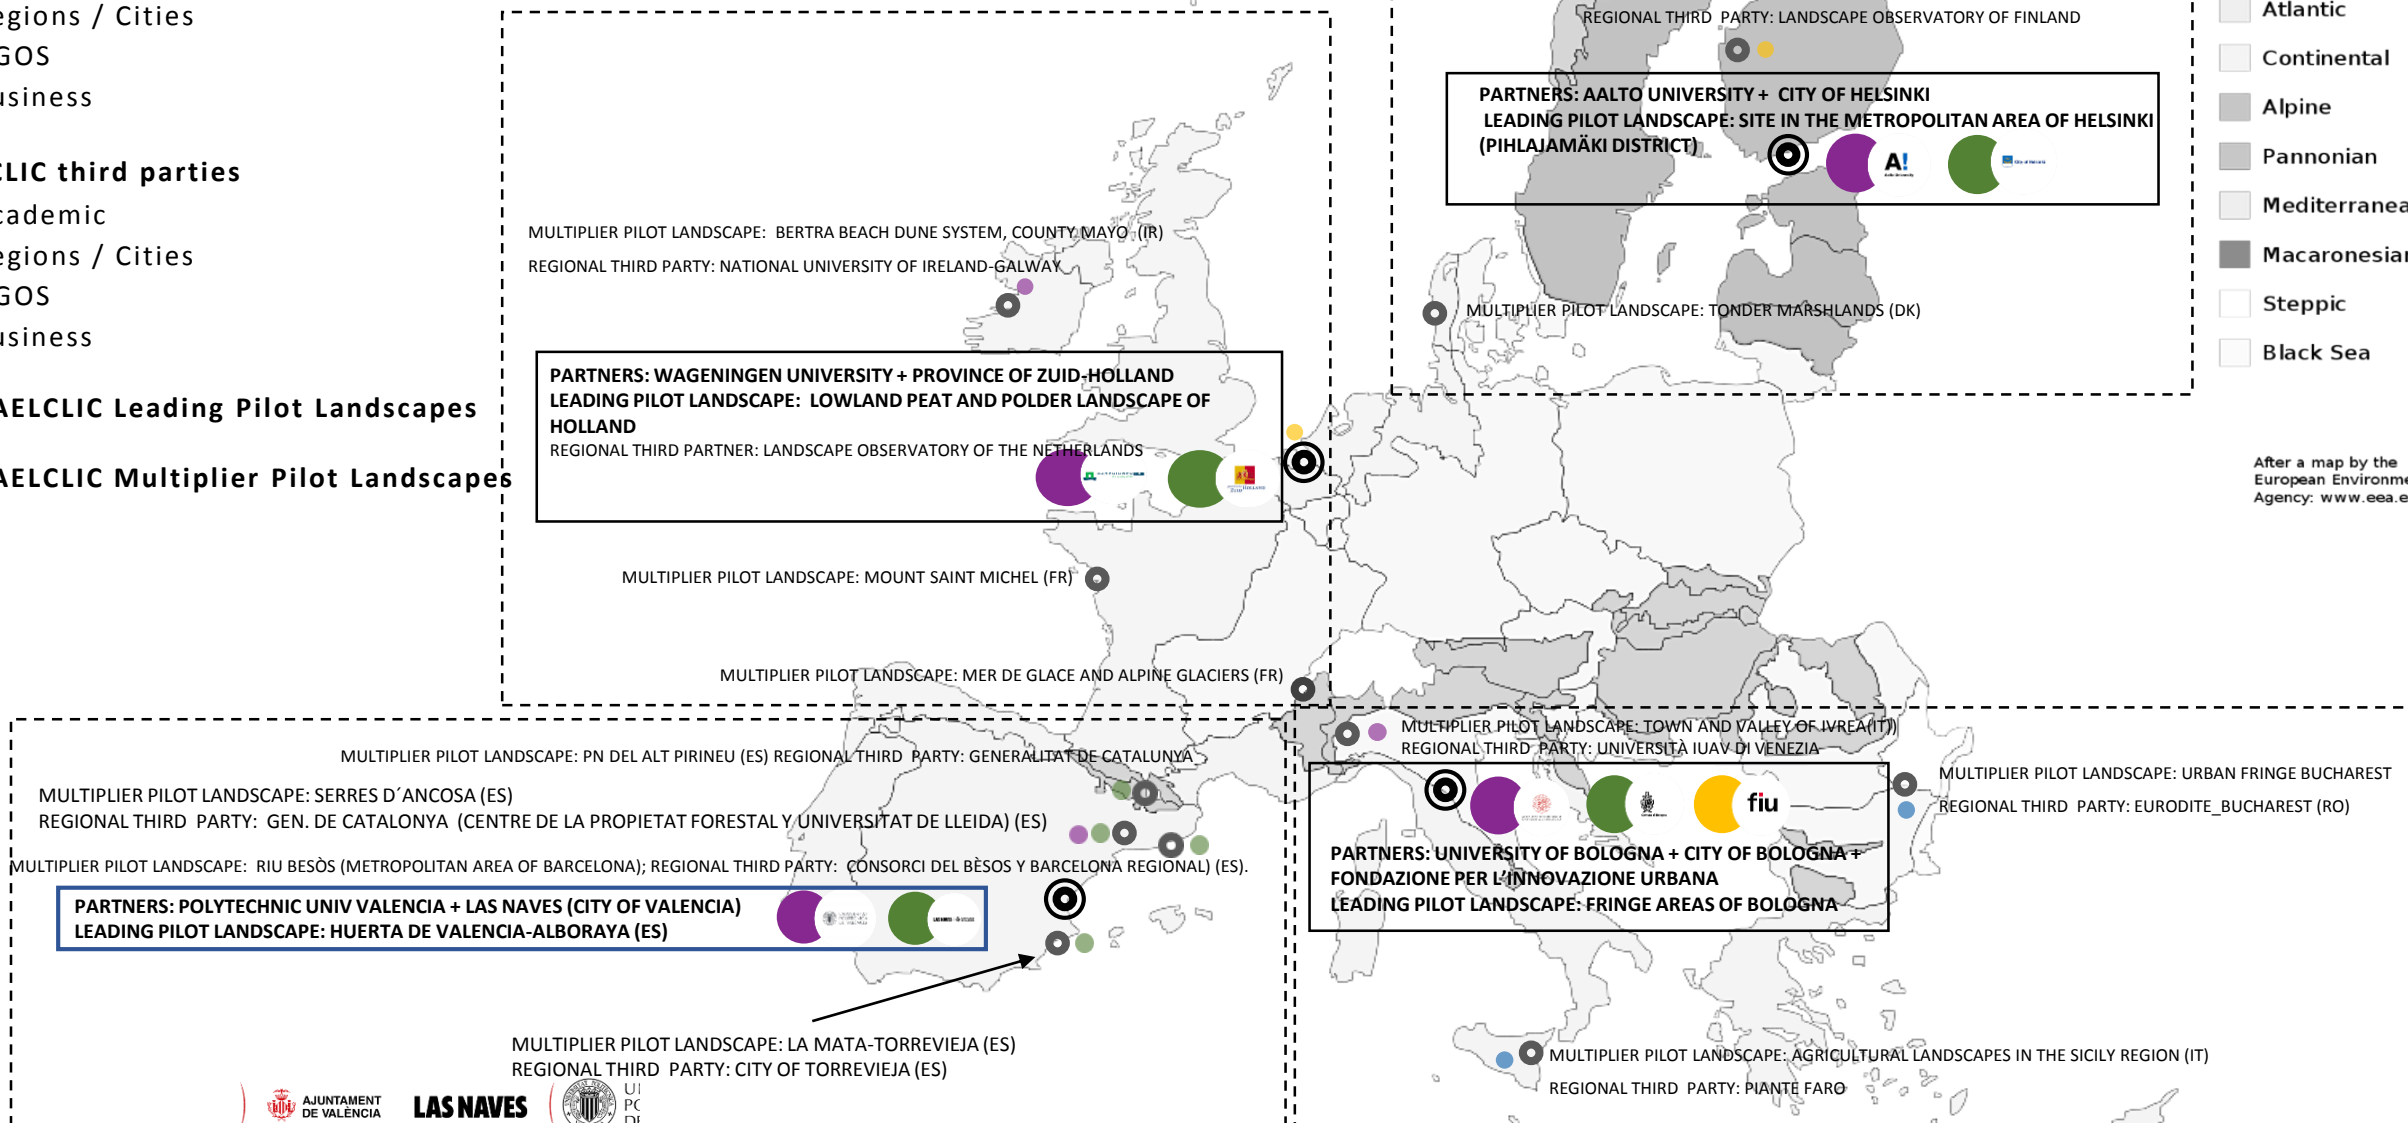 egions / Cities
GOS
usiness
CLIC third parties
cademic
egions / Cities
GOS
usiness
AELCLIC Leading Pilot Landscapes
AELCLIC Multiplier Pilot Landscapes
REGIONAL THIRD PARTY: LANDSCAPE OBSERVATORY OF FINLAND
PARTNERS: AALTO UNIVERSITY + CITY OF HELSINKI
LEADING PILOT LANDSCAPE: SITE IN THE METROPOLITAN AREA OF HELSINKI
(PIHLAJAMÄKI DISTRICT)
A!
City of Helsinki
MULTIPLIER PILOT LANDSCAPE: TONDER MARSHLANDS (DK)
Atlantic
Continental
Alpine
Pannonian
Mediterranea
Macaronesian
Steppic
Black Sea
After a map by the
European Environme
Agency: www.eea.e
MULTIPLIER PILOT LANDSCAPE: BERTRA BEACH DUNE SYSTEM, COUNTY MAYO (IR)
REGIONAL THIRD PARTY: NATIONAL UNIVERSITY OF IRELAND-GALWAY
PARTNERS: WAGENINGEN UNIVERSITY + PROVINCE OF ZUID-HOLLAND
LEADING PILOT LANDSCAPE: LOWLAND PEAT AND POLDER LANDSCAPE OF
HOLLAND
REGIONAL THIRD PARTNER: LANDSCAPE OBSERVATORY OF THE NETHERLANDS
MULTIPLIER PILOT LANDSCAPE: MOUNT SAINT MICHEL (FR)
MULTIPLIER PILOT LANDSCAPE: MER DE GLACE AND ALPINE GLACIERS (FR)
MULTIPLIER PILOT LANDSCAPE: PN DEL ALT PIRINEU (ES) REGIONAL THIRD PARTY: GENERALITAT DE CATALUNYA
MULTIPLIER PILOT LANDSCAPE: SERRES D´ANCOSA (ES)
REGIONAL THIRD PARTY: GEN. DE CATALONYA (CENTRE DE LA PROPIETAT FORESTAL Y UNIVERSITAT DE LLEIDA) (ES)
MULTIPLIER PILOT LANDSCAPE: RIU BESÒS (METROPOLITAN AREA OF BARCELONA); REGIONAL THIRD PARTY: CONSORCI DEL BÈSOS Y BARCELONA REGIONAL) (ES).
PARTNERS: POLYTECHNIC UNIV VALENCIA + LAS NAVES (CITY OF VALENCIA)
LEADING PILOT LANDSCAPE: HUERTA DE VALENCIA-ALBORAYA (ES)
LAS NAVES
MULTIPLIER PILOT LANDSCAPE: LA MATA-TORREVIEJA (ES)
REGIONAL THIRD PARTY: CITY OF TORREVIEJA (ES)
AJUNTAMENT
DE VALÈNCIA
LAS NAVES
MULTIPLIER PILOT LANDSCAPE: TOWN AND VALLEY OF IVREA(IT))
REGIONAL THIRD PARTY: UNIVERSITÀ IUAV DI VENEZIA
fiu
PARTNERS: UNIVERSITY OF BOLOGNA + CITY OF BOLOGNA +
FONDAZIONE PER L'INNOVAZIONE URBANA
LEADING PILOT LANDSCAPE: FRINGE AREAS OF BOLOGNA
MULTIPLIER PILOT LANDSCAPE: URBAN FRINGE BUCHAREST
REGIONAL THIRD PARTY: EURODITE_BUCHAREST (RO)
MULTIPLIER PILOT LANDSCAPE: AGRICULTURAL LANDSCAPES IN THE SICILY REGION (IT)
REGIONAL THIRD PARTY: PIANTE FARO